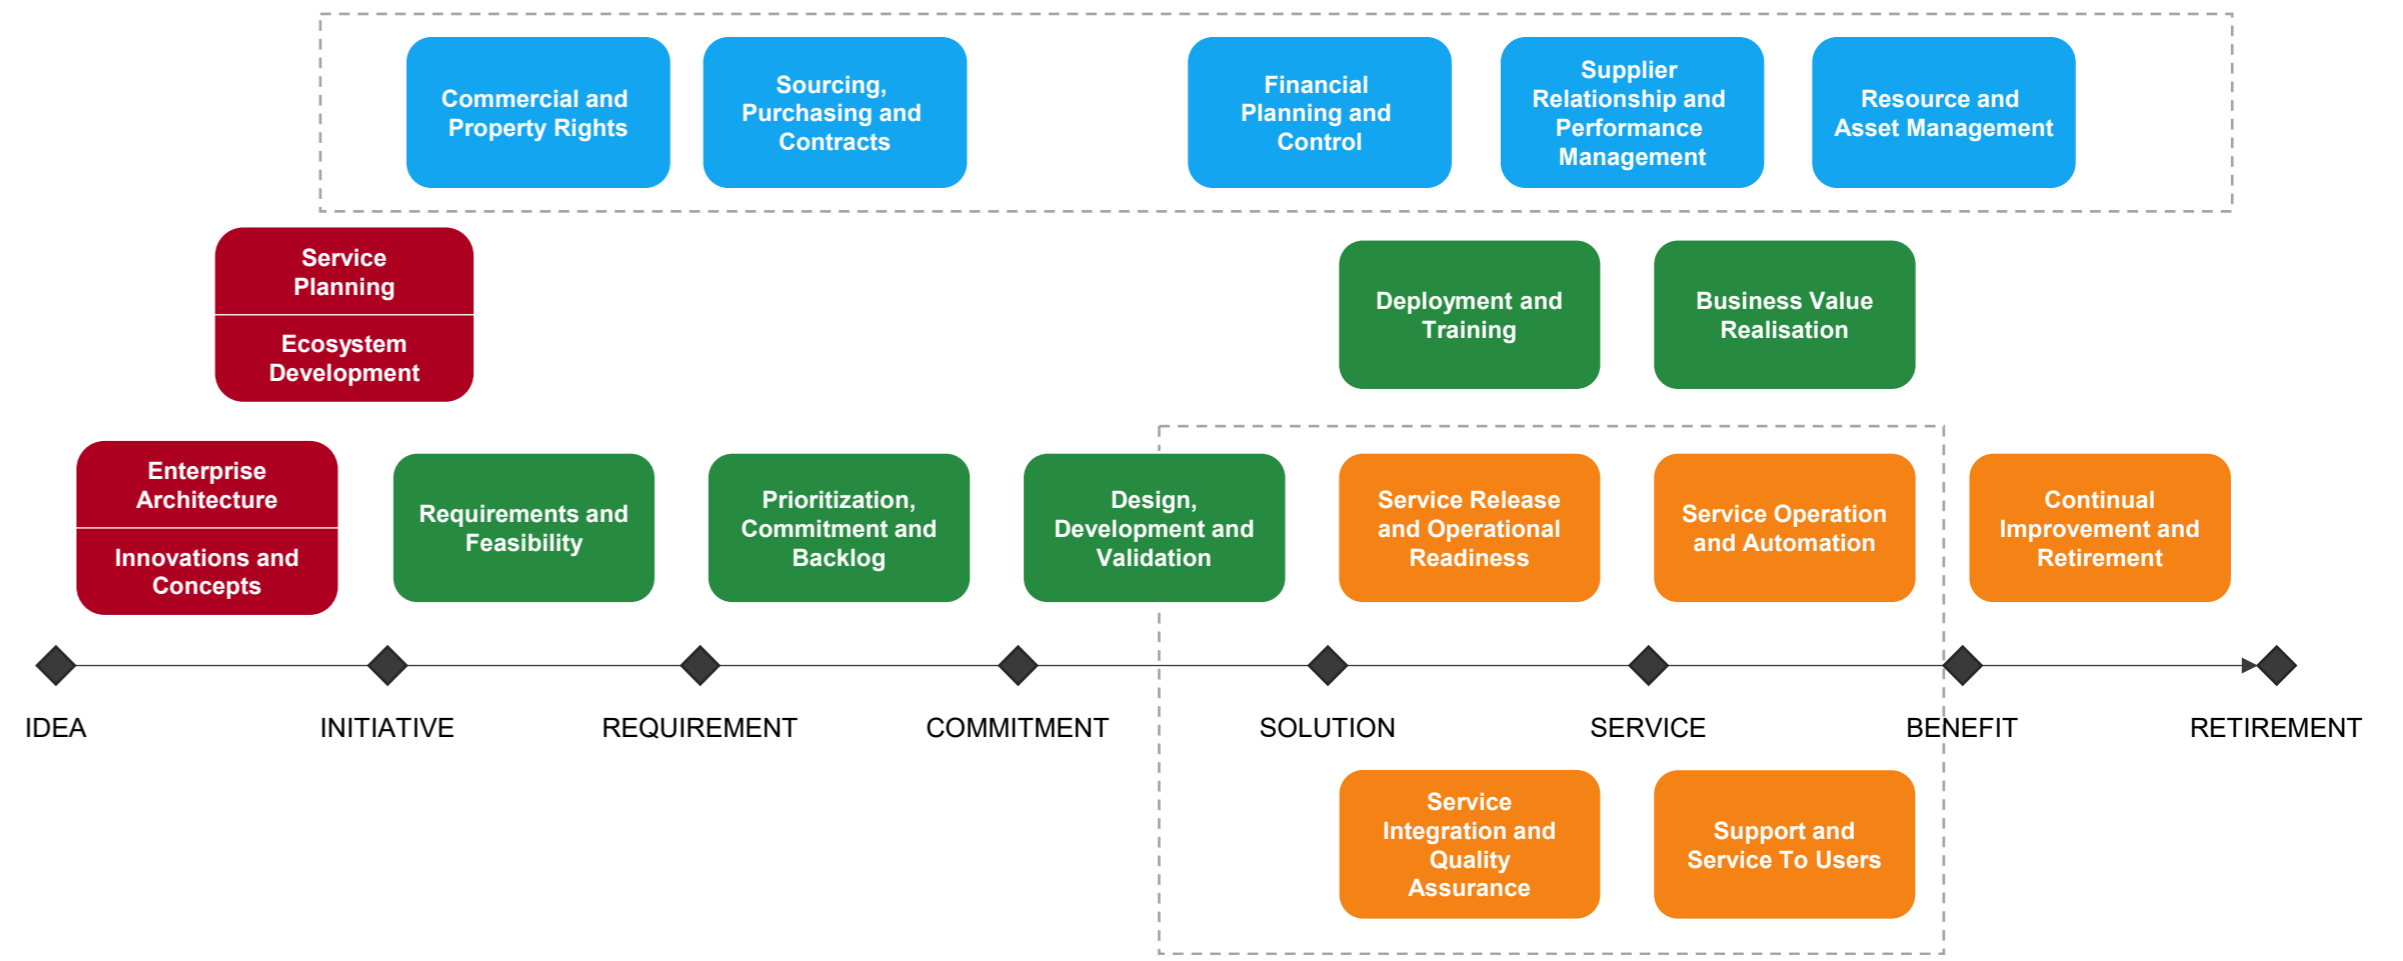 Commercial and
Property Rights
Sourcing,
Purchasing and
Contracts
Financial
Planning and
Control
Supplier
Relationship and
Performance
Management
Resource and
Asset Management
Service
Planning
Ecosystem
Development
Deployment and
Training
Business Value
Realisation
Enterprise
Architecture
Innovations and
Concepts
Requirements and
Feasibility
Prioritization,
Commitment and
Backlog
Design,
Development and
Validation
Service Release
and Operational
Readiness
Service Operation
and Automation
Continual
Improvement and
Retirement
IDEA
INITIATIVE
REQUIREMENT
COMMITMENT
SOLUTION
SERVICE
BENEFIT
RETIREMENT
Service
Integration and
Quality
Assurance
Support and
Service To Users